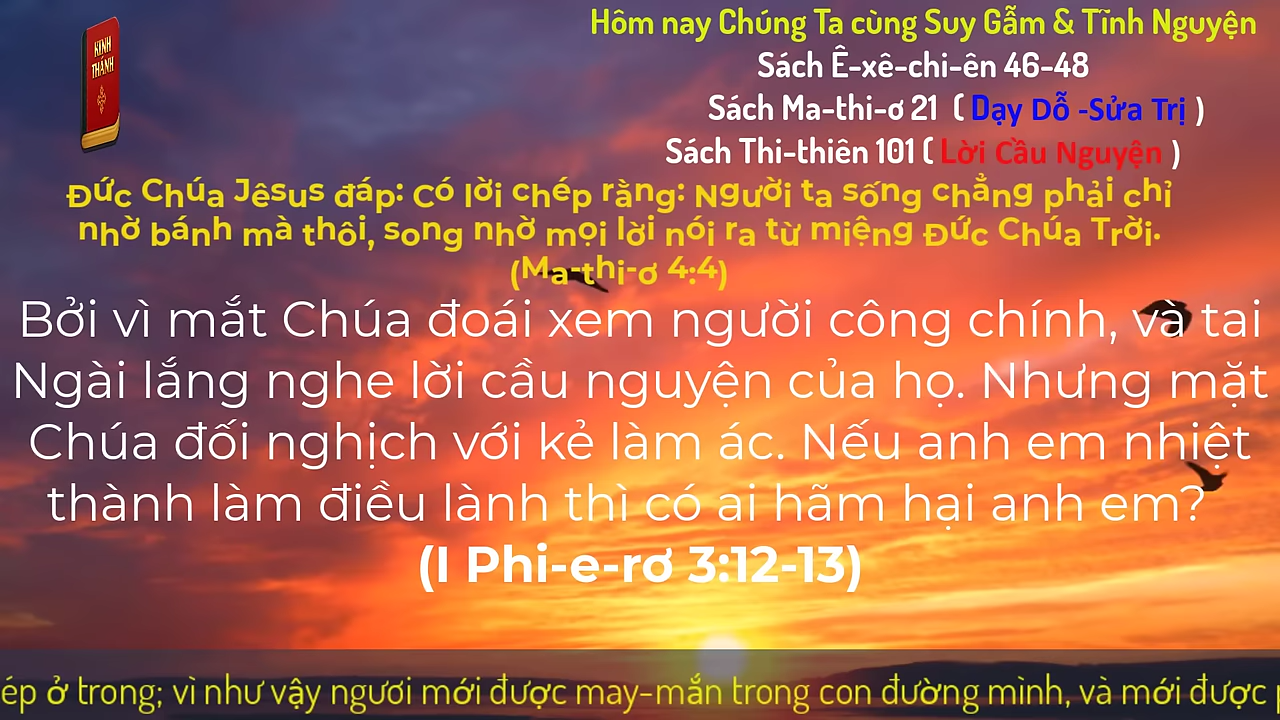 KINH
THÁNH
Hôm nay Chúng Ta cùng Suy Gẫm & Tĩnh Nguyện
Sách Ê-xê-chi-ên 46-48
Sách Ma-thi-ơ 21 ( Dạy Dỗ -Sửa Trị )
Sách Thi-thiên 101 ( Lời Cầu Nguyện )
Đức Chúa Jêsus đáp: Có lời chép rằng: Người ta sống chẳng phải chỉ
nhờ bánh mà thôi, song nhờ mọi lời nói ra từ miệng Đức Chúa Trời.
(Ma-thi-ơ 4:4)
Bởi vì mắt Chúa đoái xem người công chính, và tai
Ngài lắng nghe lời cầu nguyện của họ. Nhưng mặt
Chúa đối nghịch với kẻ làm ác. Nếu anh em nhiệt
thành làm điều lành thì có ai hãm hại anh em?
(I Phi-e-rơ 3:12-13)
ép ở trong; vì như vậy ngươi mới được may-mắn trong con đường mình, và mới được